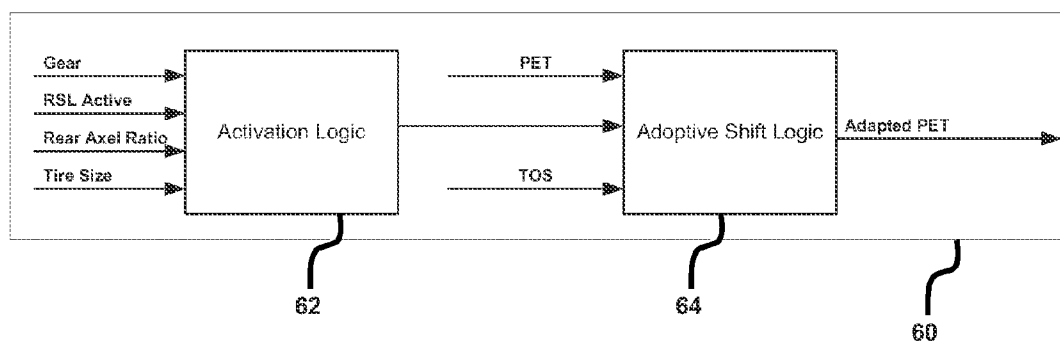 Gear
RSL Active
Rear Axel Ratio
Tire Size
Activation Logic
PET
TOS
Adoptive Shift Logic
Adapted PET
62
64
60